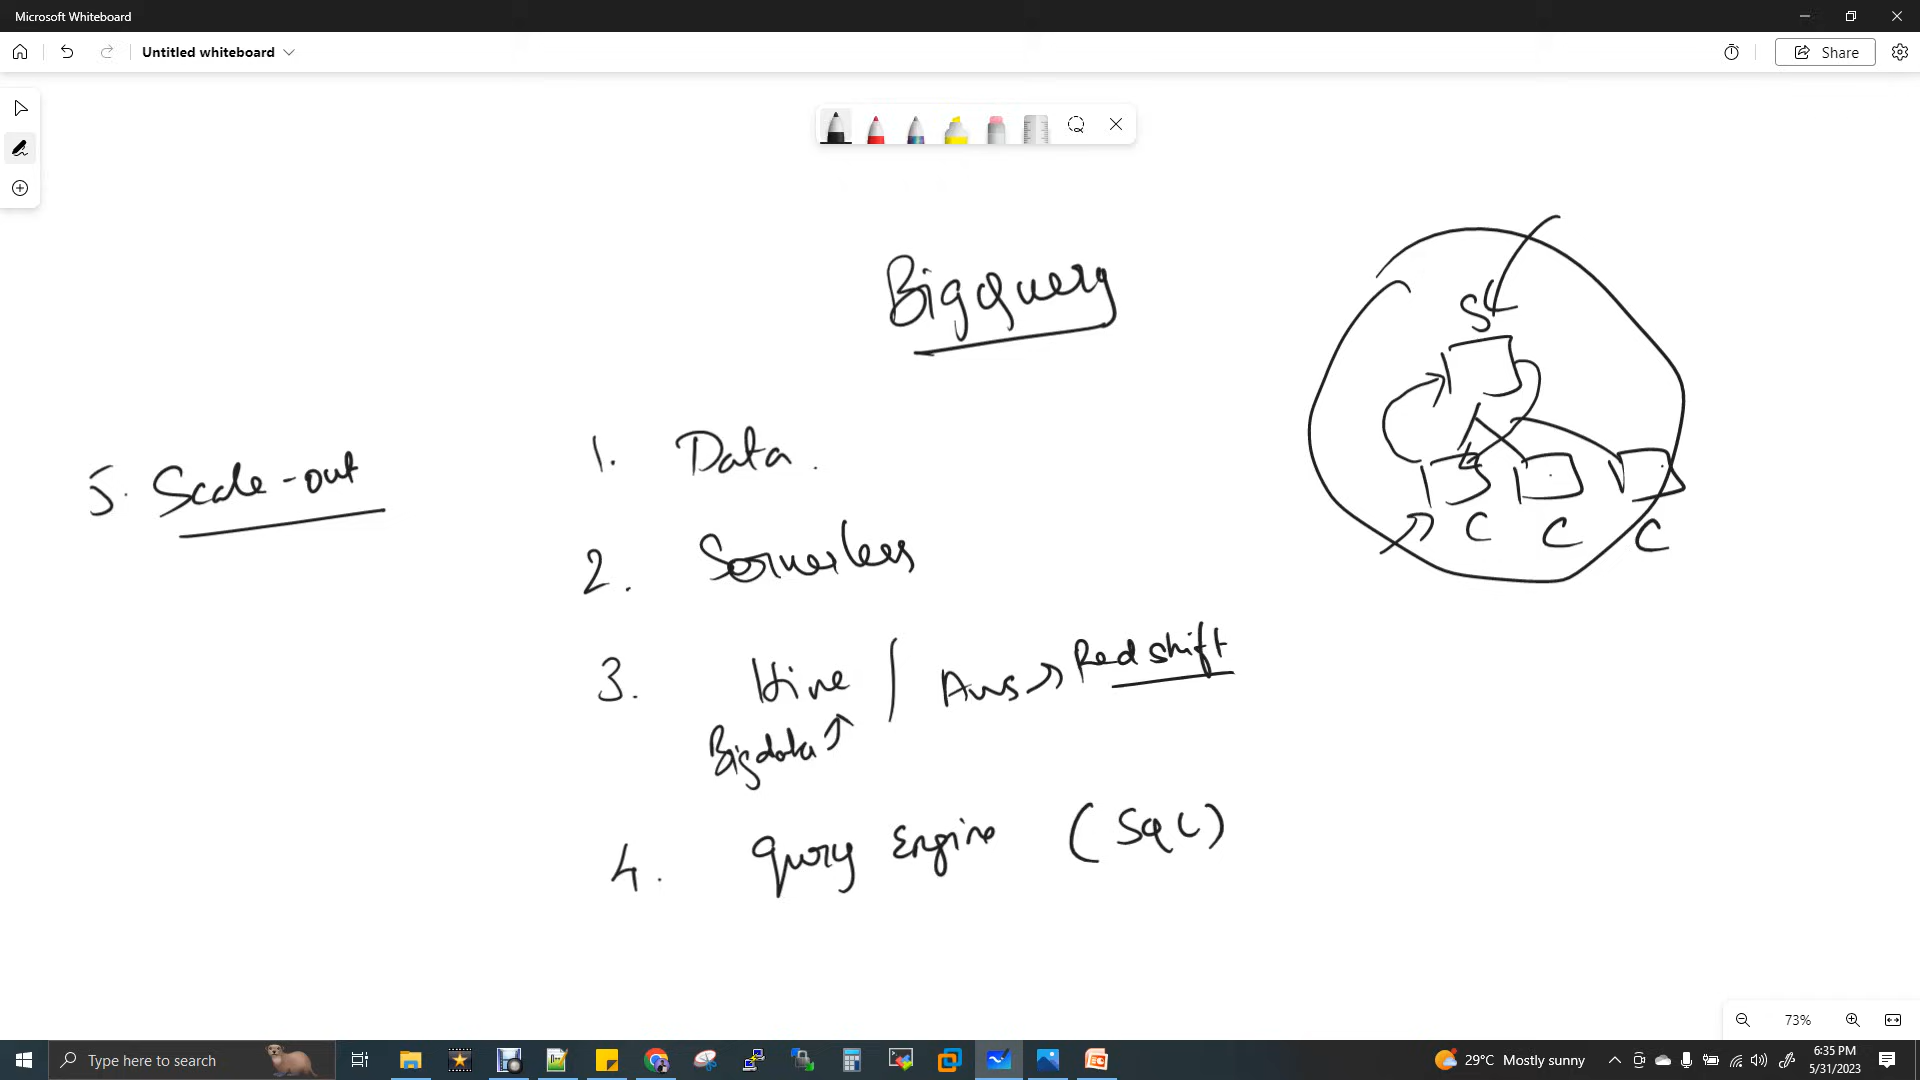 Microsoft Whiteboard
Untitled whiteboard
Share
Bigquery
S
1. Data.
5. Scale-out
C C C
2. Serverless
3. Hive / Aws → Redshift
Bigdata ↑
4. Query Engine (SQL)
73%
Type here to search
29°C Mostly sunny
6:35 PM
5/31/2023